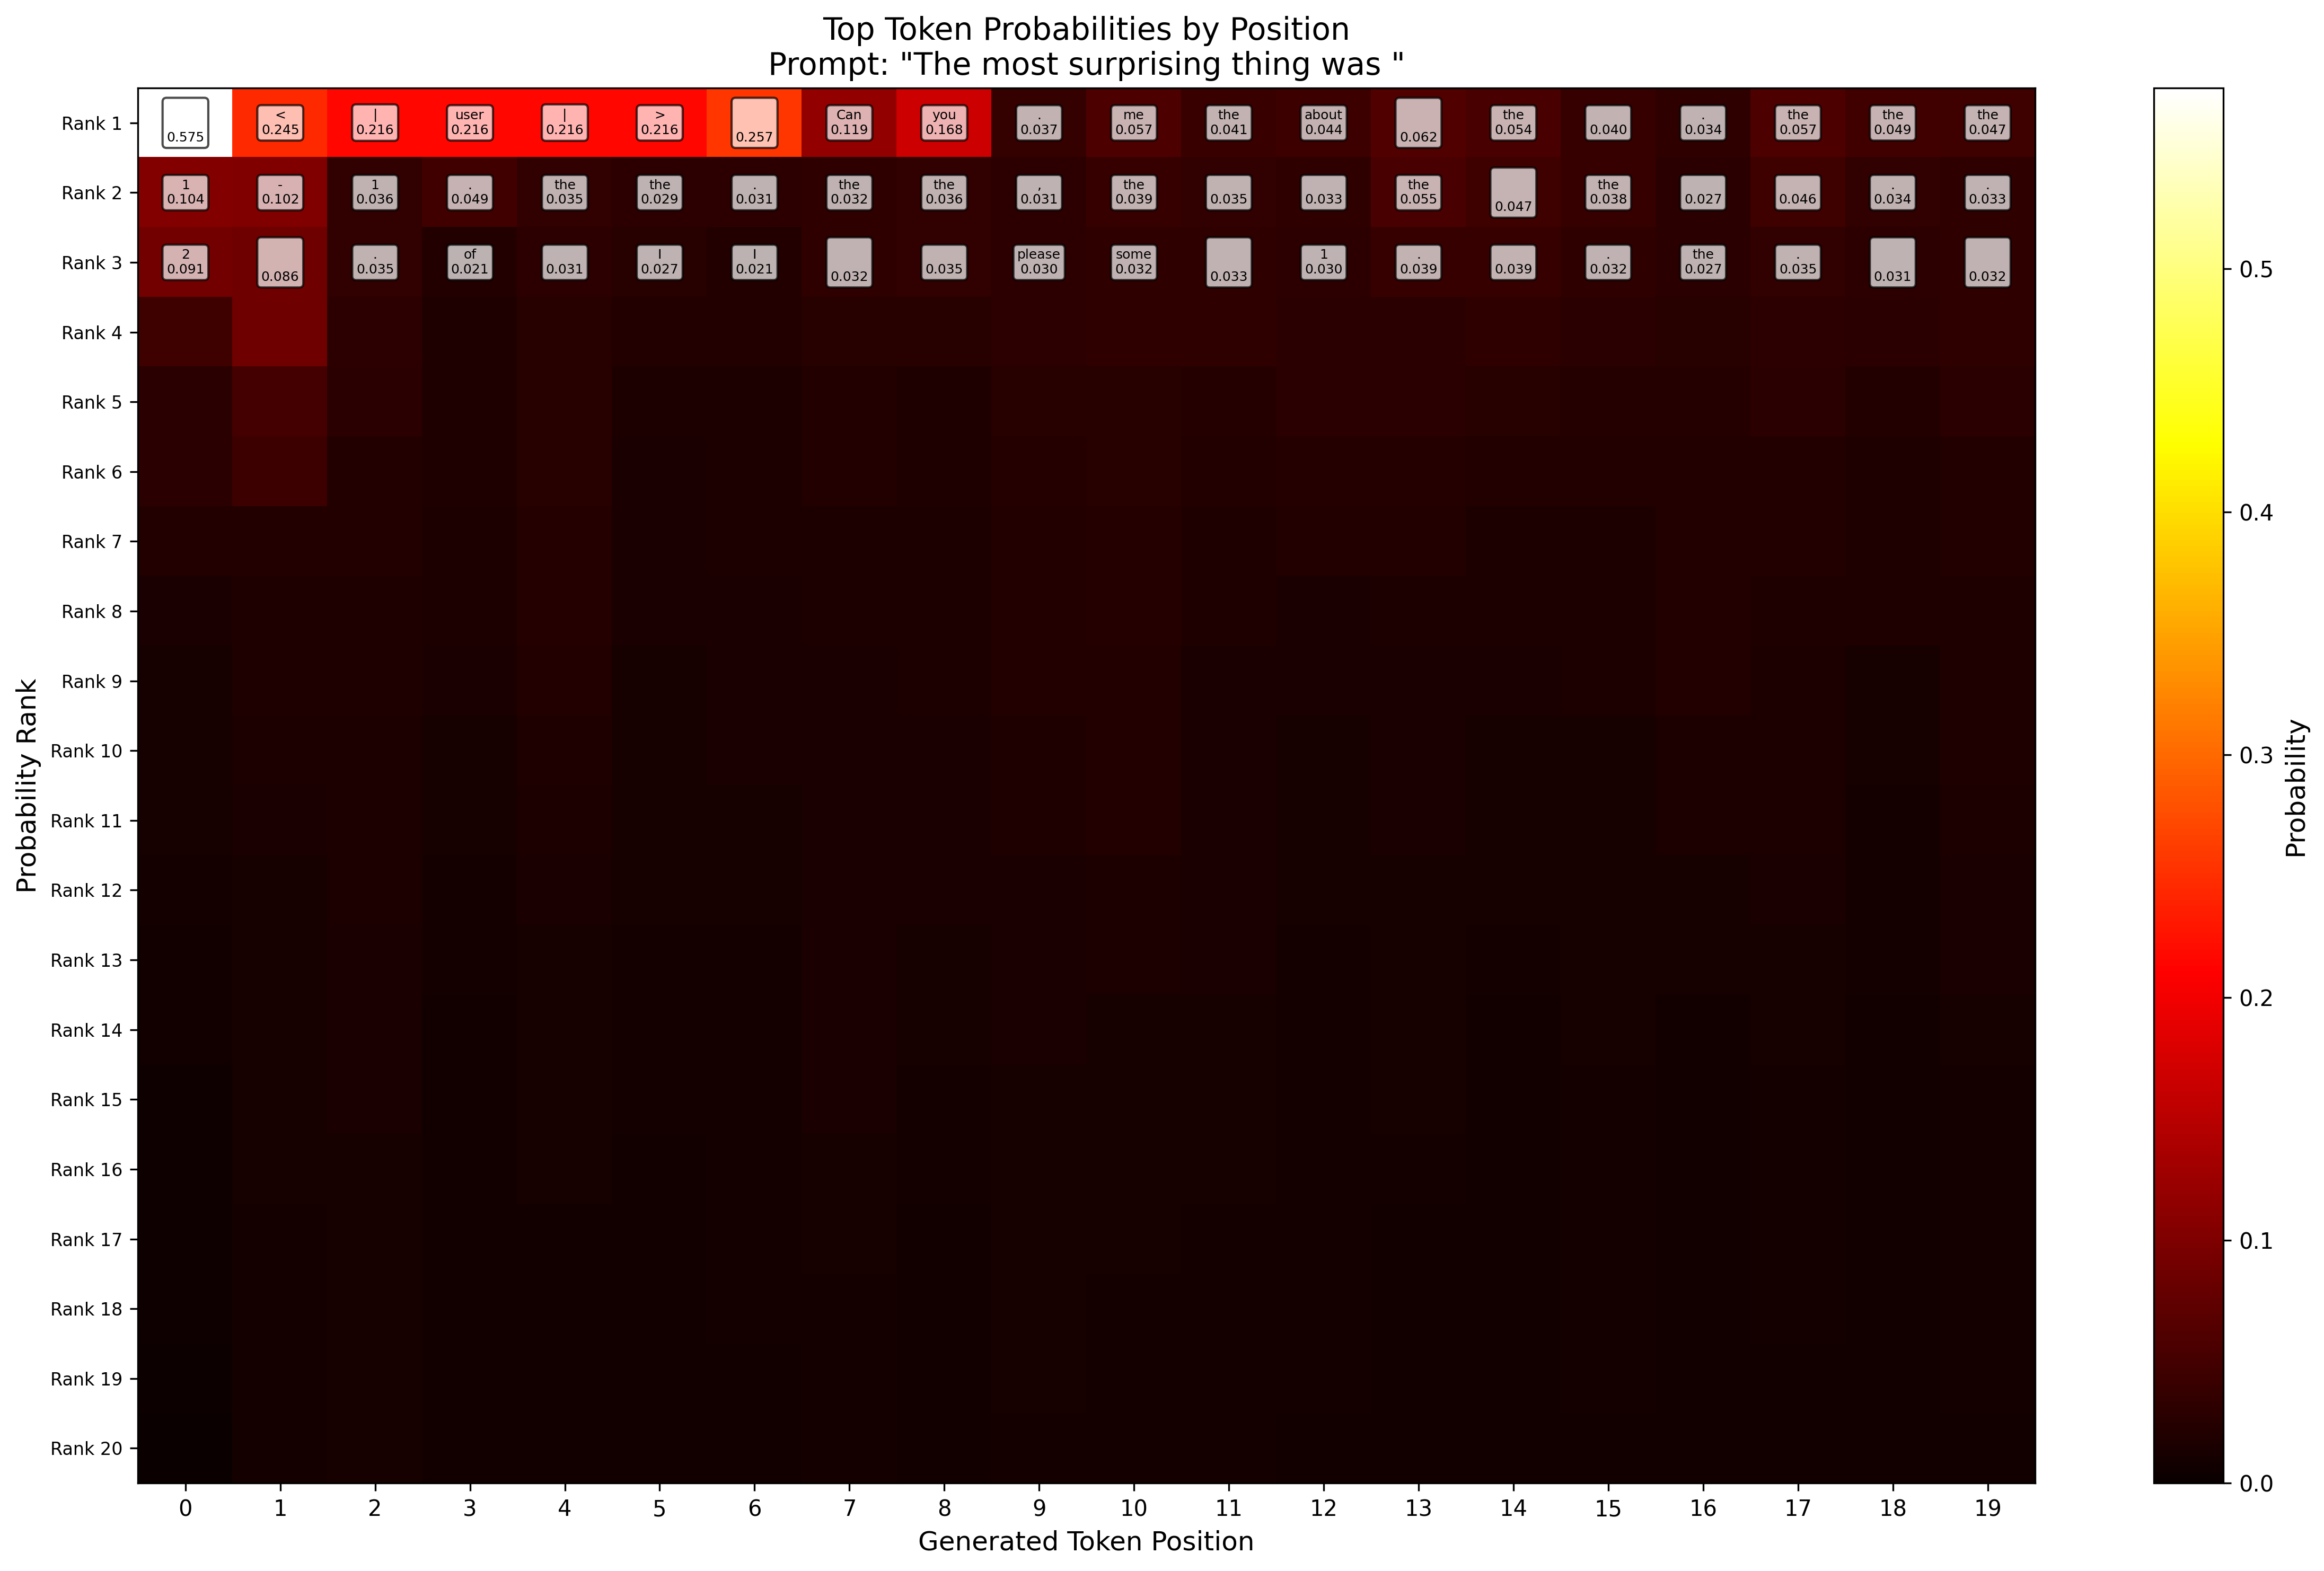 Top Token Probabilities by Position
Prompt: "The most surprising thing was "
Rank 1
0.575
<
0.245
|
0.216
user
0.216
|
0.216
>
0.216
0.257
Can
0.119
you
0.168
.
0.037
me
0.057
the
0.041
about
0.044
0.062
the
0.054
0.040
.
0.034
the
0.057
the
0.049
the
0.047
Rank 2
1
0.104
-
0.102
1
0.036
.
0.049
the
0.035
the
0.029
.
0.031
the
0.032
the
0.036
,
0.031
the
0.039
0.035
0.033
the
0.055
0.047
the
0.038
0.027
0.046
.
0.034
.
0.033
Rank 3
2
0.091
0.086
.
0.035
of
0.021
0.031
I
0.027
I
0.021
0.032
0.035
please
0.030
some
0.032
0.033
1
0.030
.
0.039
0.039
.
0.032
the
0.027
.
0.035
0.031
0.032
Rank 4
Rank 5
Rank 6
Rank 7
Rank 8
Rank 9
Rank 10
Rank 11
Rank 12
Rank 13
Rank 14
Rank 15
Rank 16
Rank 17
Rank 18
Rank 19
Rank 20
Probability Rank
0 1 2 3 4 5 6 7 8 9 10 11 12 13 14 15 16 17 18 19
Generated Token Position
0.5
0.4
0.3
0.2
0.1
0.0
Probability